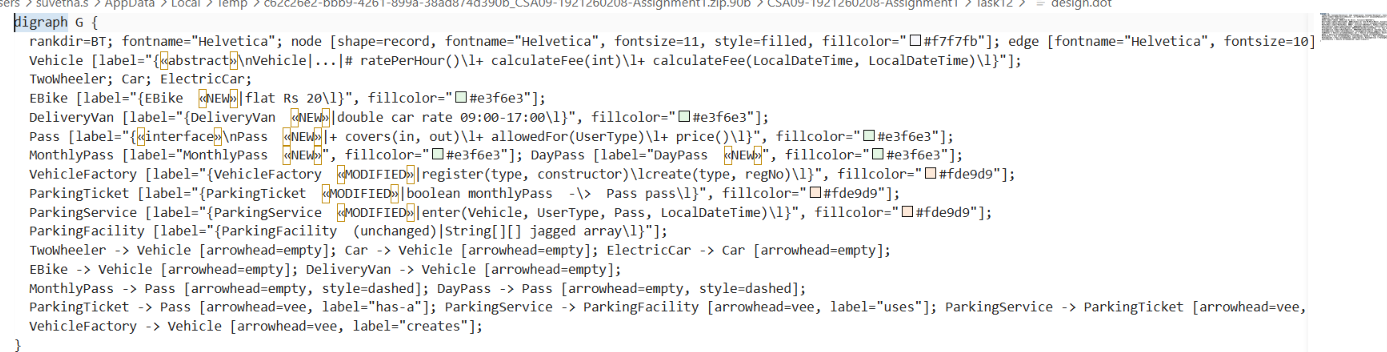 ers > suvetha.s > AppData > Local > Temp > c62c26e2-bbb9-4261-899a-38ad874d390b_CSA09-1921260208-Assignment1.zip.90b > CSA09-1921260208-Assignment1 > Task12 > design.dot
digraph G {
rankdir=BT; fontname="Helvetica"; node [shape=record, fontname="Helvetica", fontsize=11, style=filled, fillcolor="#f7f7fb"]; edge [fontname="Helvetica", fontsize=10]
Vehicle [label="{«abstract»\nVehicle|...|# ratePerHour()\l+ calculateFee(int)\l+ calculateFee(LocalDateTime, LocalDateTime)\l}"];
TwoWheeler; Car; ElectricCar;
EBike [label="{EBike  «NEW»|flat Rs 20\l}", fillcolor="#e3f6e3"];
DeliveryVan [label="{DeliveryVan  «NEW»|double car rate 09:00-17:00\l}", fillcolor="#e3f6e3"];
Pass [label="{«interface»\nPass  «NEW»|+ covers(in, out)\l+ allowedFor(UserType)\l+ price()\l}", fillcolor="#e3f6e3"];
MonthlyPass [label="MonthlyPass  «NEW»", fillcolor="#e3f6e3"]; DayPass [label="DayPass  «NEW»", fillcolor="#e3f6e3"];
VehicleFactory [label="{VehicleFactory  «MODIFIED»|register(type, constructor)\lcreate(type, regNo)\l}", fillcolor="#fde9d9"];
ParkingTicket [label="{ParkingTicket  «MODIFIED»|boolean monthlyPass  -\>  Pass pass\l}", fillcolor="#fde9d9"];
ParkingService [label="{ParkingService  «MODIFIED»|enter(Vehicle, UserType, Pass, LocalDateTime)\l}", fillcolor="#fde9d9"];
ParkingFacility [label="{ParkingFacility  (unchanged)|String[][] jagged array\l}"];
TwoWheeler -> Vehicle [arrowhead=empty]; Car -> Vehicle [arrowhead=empty]; ElectricCar -> Car [arrowhead=empty];
EBike -> Vehicle [arrowhead=empty]; DeliveryVan -> Vehicle [arrowhead=empty];
MonthlyPass -> Pass [arrowhead=empty, style=dashed]; DayPass -> Pass [arrowhead=empty, style=dashed];
ParkingTicket -> Pass [arrowhead=vee, label="has-a"]; ParkingService -> ParkingFacility [arrowhead=vee, label="uses"]; ParkingService -> ParkingTicket [arrowhead=vee,
VehicleFactory -> Vehicle [arrowhead=vee, label="creates"];
}